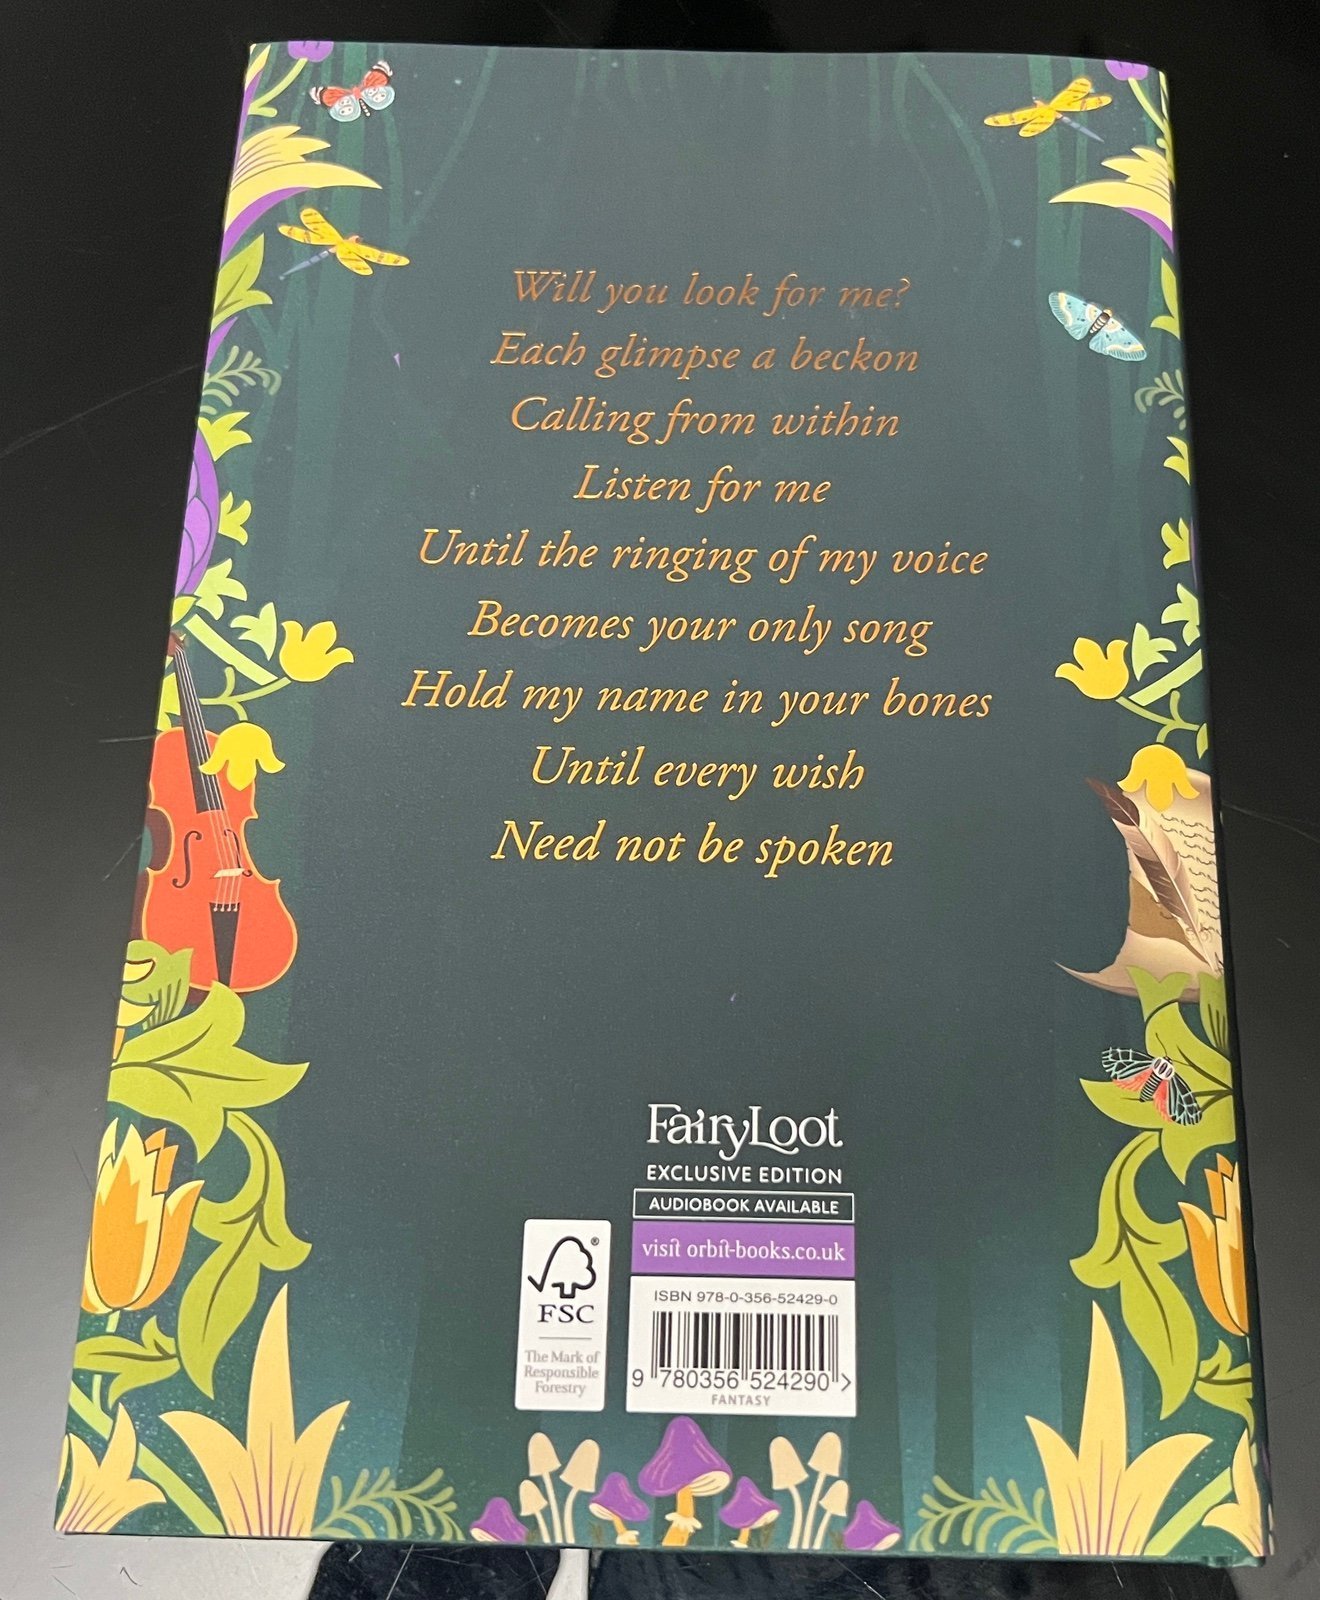 Will you look for me?
Each glimpse a beckon
Calling from within
Listen for me
Until the ringing of my voice
Becomes your only song
Hold my name in your bones
Until every wish
Need not be spoken
FairyLoot
EXCLUSIVE EDITION
AUDIOBOOK AVAILABLE
visit orbit-books.co.uk
ISBN 978-0-356-52429-0
9 780356 524290 >
FANTASY
®
FSC
The Mark of
Responsible
Forestry